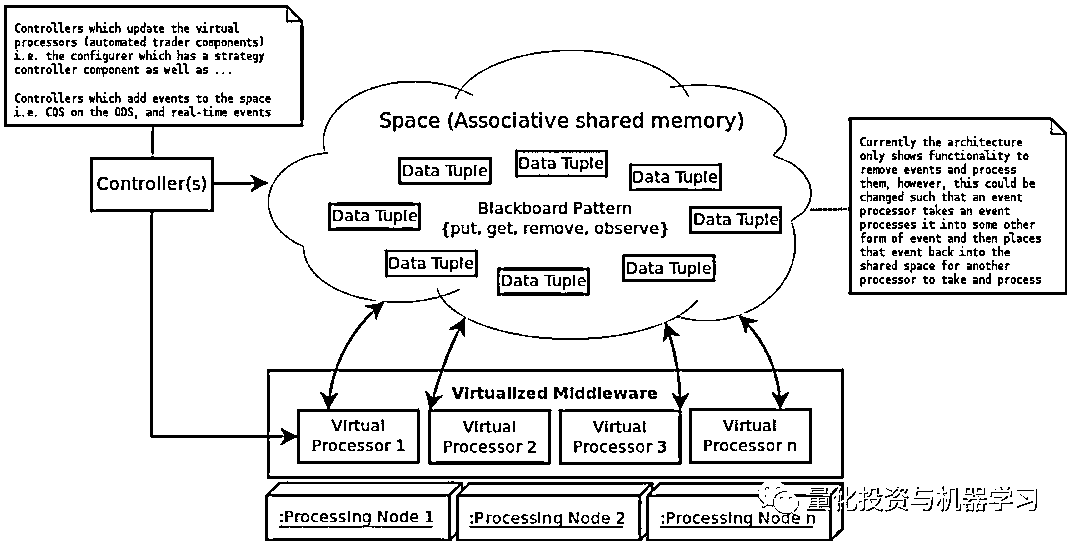 Controllers which update the virtual
processors (automated trader components)
i.e. the configurer which has a strategy
controller component as well as ...
Controllers which add events to the space
i.e. CQS on the ODS, and real-time events
Controller(s)
Space (Associative shared memory)
Data Tuple
Data Tuple
Data Tuple
Data Tuple
Blackboard Pattern
{put, get, remove, observe}
Data Tuple
Data Tuple
Data Tuple
Data Tuple
Currently the architecture
only shows functionality to
remove events and process
them, however, this could be
changed such that an event
processor takes an event
processes it into some other
form of event and then places
that event back into the
shared space for another
processor to take and process
Virtualized Middleware
Virtual
Processor 1
Virtual
Processor 2
Virtual
Processor 3
Virtual
Processor n
:Processing Node 1
:Processing Node 2
:Processing Node n
量化投资与机器学习